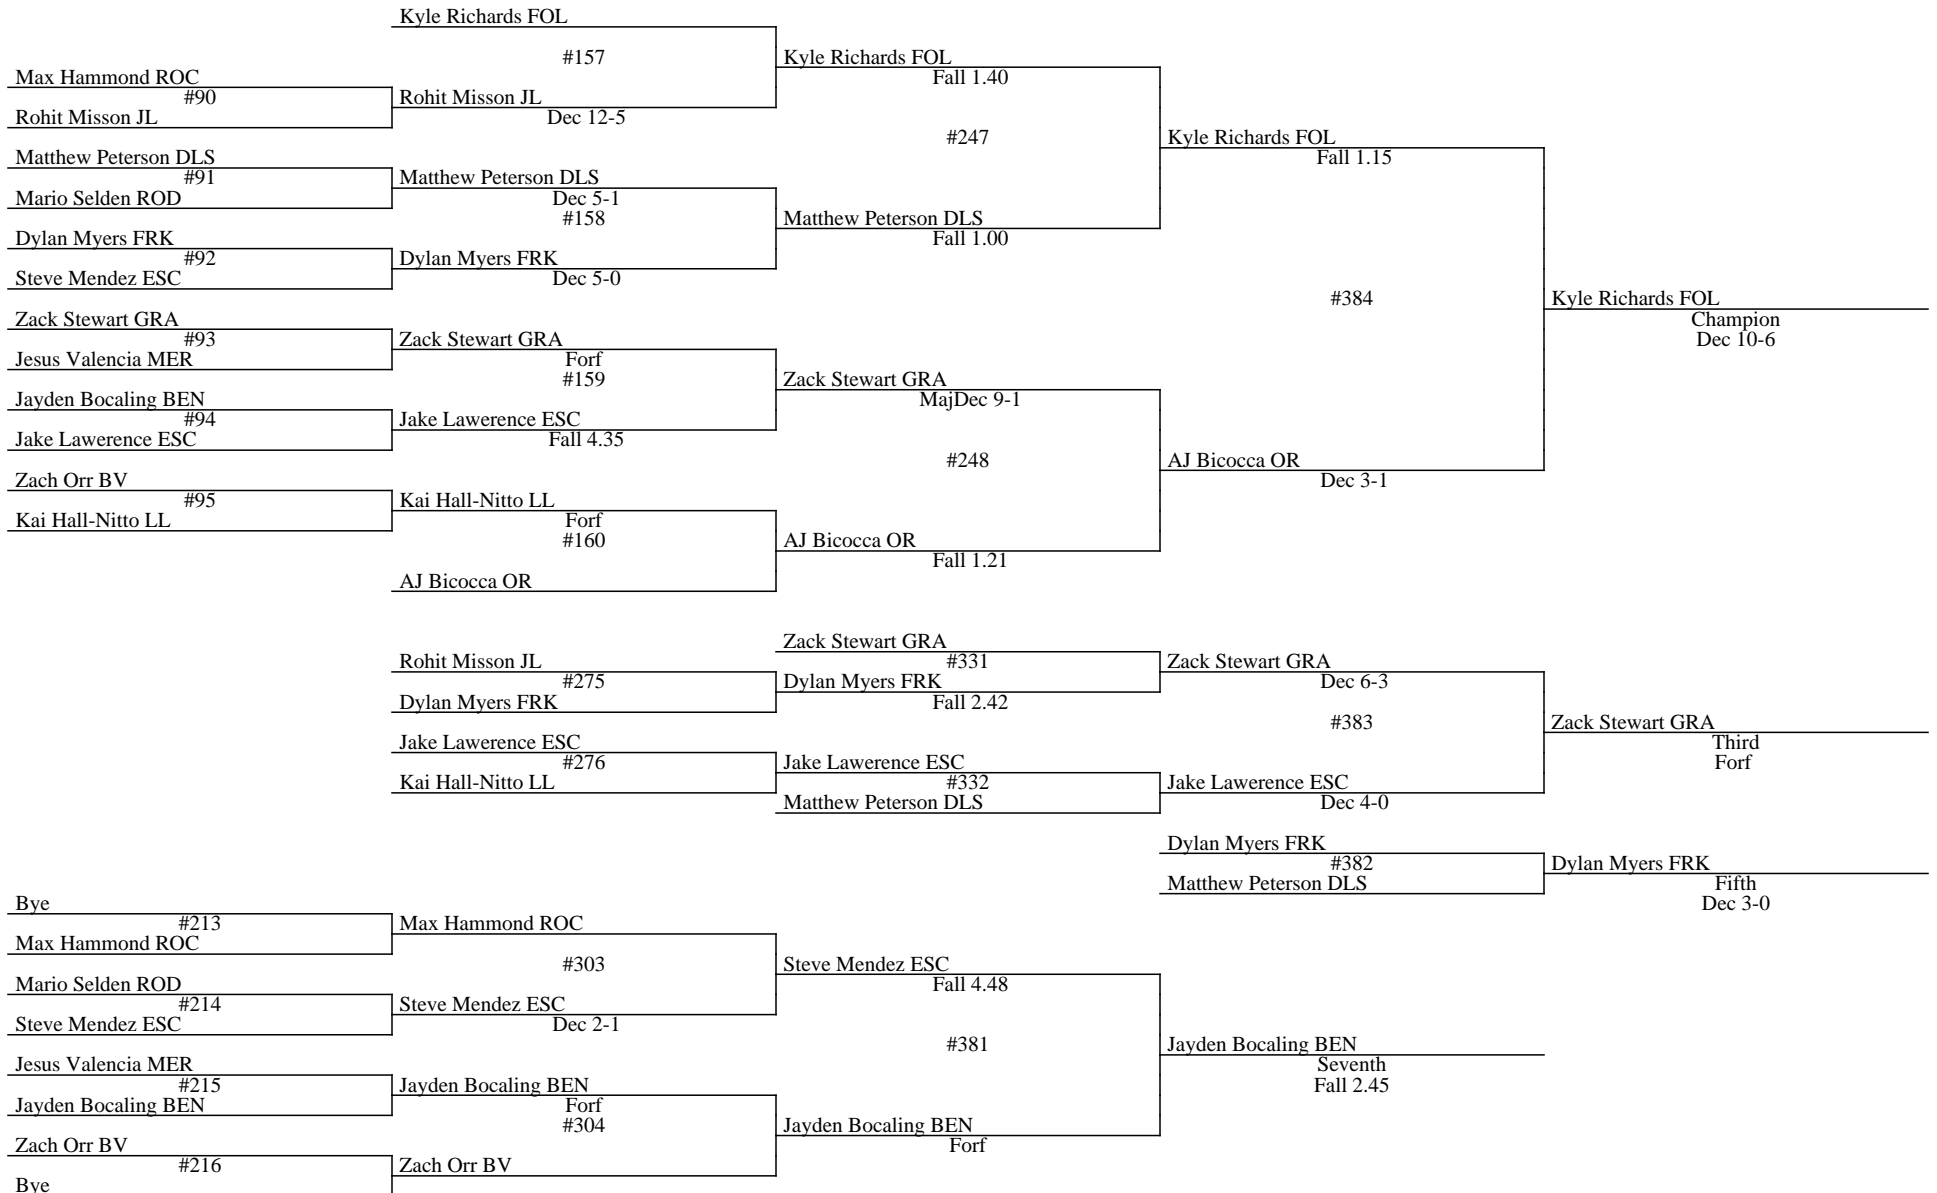 Kyle Richards FOL
#157
Kyle Richards FOL
Max Hammond ROC
Fall 1.40
#90
Rohit Misson JL
Rohit Misson JL
Dec 12-5
#247
Kyle Richards FOL
Matthew Peterson DLS
Fall 1.15
#91
Matthew Peterson DLS
Mario Selden ROD
Dec 5-1
#158
Matthew Peterson DLS
Dylan Myers FRK
Fall 1.00
#92
Dylan Myers FRK
Steve Mendez ESC
Dec 5-0
#384
Kyle Richards FOL
Zack Stewart GRA
Champion
#93
Zack Stewart GRA
Dec 10-6
Jesus Valencia MER
Forf
#159
Zack Stewart GRA
Jayden Bocaling BEN
MajDec 9-1
#94
Jake Lawerence ESC
Jake Lawerence ESC
Fall 4.35
#248
AJ Bicocca OR
Zach Orr BV
Dec 3-1
#95
Kai Hall-Nitto LL
Kai Hall-Nitto LL
Forf
#160
AJ Bicocca OR
Fall 1.21
AJ Bicocca OR
Zack Stewart GRA
Rohit Misson JL
#331
Zack Stewart GRA
#275
Dylan Myers FRK
Dec 6-3
Dylan Myers FRK
Fall 2.42
#383
Zack Stewart GRA
Jake Lawerence ESC
Third
#276
Jake Lawerence ESC
Forf
Kai Hall-Nitto LL
#332
Jake Lawerence ESC
Matthew Peterson DLS
Dec 4-0
Dylan Myers FRK
#382
Dylan Myers FRK
Matthew Peterson DLS
Fifth
Dec 3-0
Bye
#213
Max Hammond ROC
Max Hammond ROC
#303
Steve Mendez ESC
Mario Selden ROD
Fall 4.48
#214
Steve Mendez ESC
Steve Mendez ESC
Dec 2-1
#381
Jayden Bocaling BEN
Jesus Valencia MER
Seventh
#215
Jayden Bocaling BEN
Fall 2.45
Jayden Bocaling BEN
Forf
#304
Jayden Bocaling BEN
Zach Orr BV
Forf
#216
Zach Orr BV
Bye